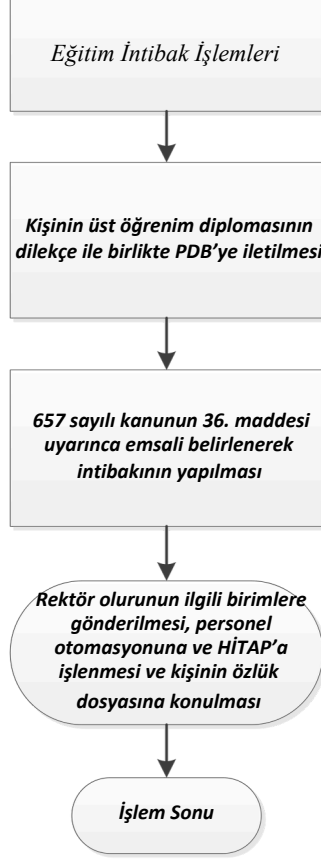 Eğitim İntibak İşlemleri
Kişinin üst öğrenim diplomasının
dilekçe ile birlikte PDB’ye iletilmesi
657 sayılı kanunun 36. maddesi
uyarınca emsali belirlenerek
intibakının yapılması
Rektör olurunun ilgili birimlere
gönderilmesi, personel
otomasyonuna ve HİTAP’a
işlenmesi ve kişinin özlük
dosyasına konulması
İşlem Sonu